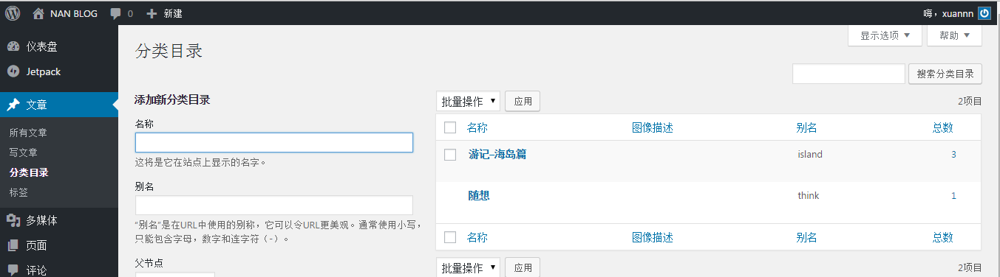 NAN BLOG 0 新建 嗨，xuannn
仪表盘
Jetpack
文章
所有文章
写文章
分类目录
标签
多媒体
页面
评论
显示选项 帮助
分类目录
搜索分类目录
添加新分类目录
名称
这将是它在站点上显示的名字。
别名
“别名”是在URL中使用的别称，它可以令URL更美观。通常使用小写，
只能包含字母，数字和连字符（-）。
父节点
批量操作 应用 2项目
名称 图像描述 别名 总数
游记–海岛篇 island 3
随想 think 1
名称 图像描述 别名 总数
批量操作 应用 2项目